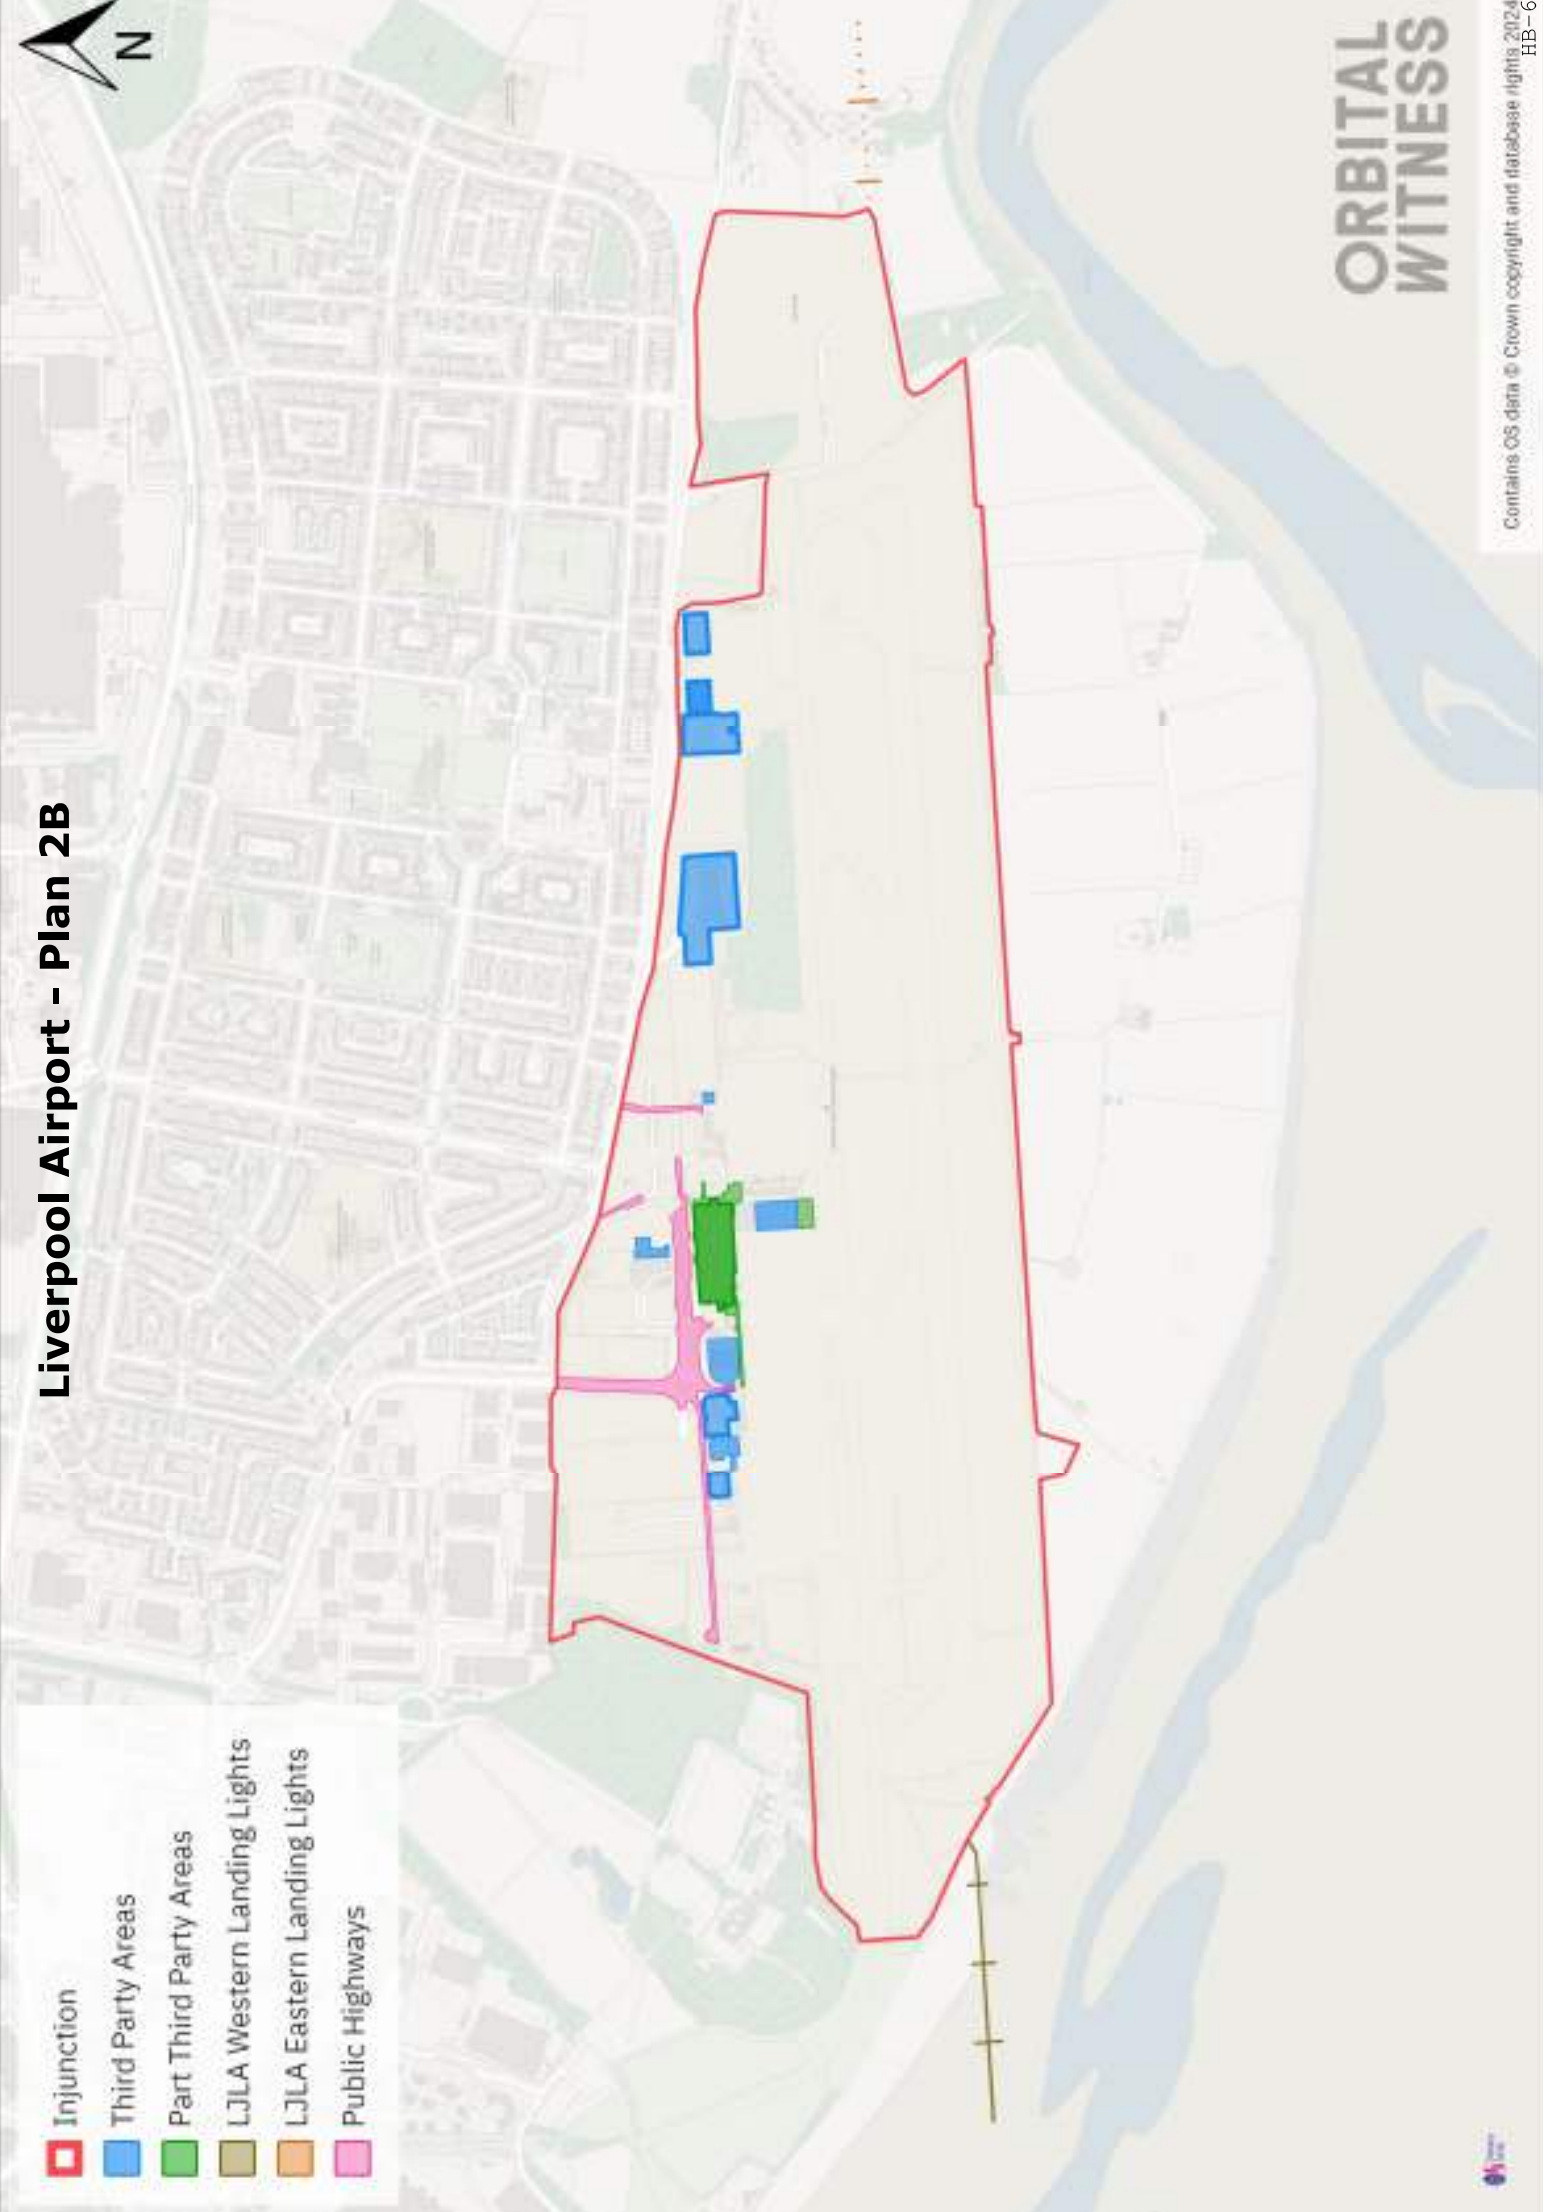 Liverpool Airport - Plan 2B
N
Injunction
Third Party Areas
Part Third Party Areas
LJLA Western Landing Lights
LJLA Eastern Landing Lights
Public Highways
ORBITAL
WITNESS
Contains OS data © Crown copyright and database rights 2024
HB-6